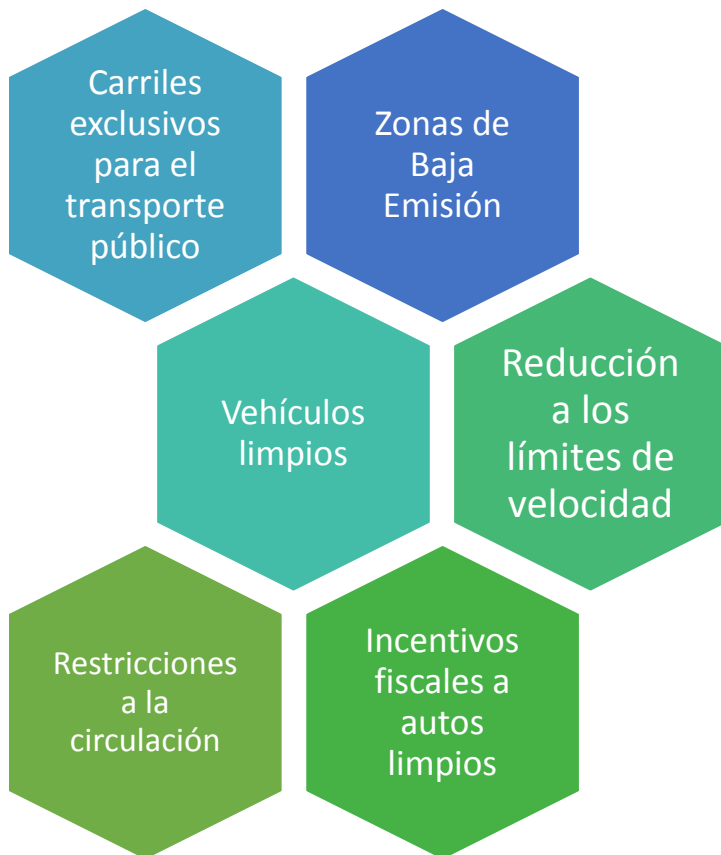 Carriles
exclusivos
para el
transporte
público
Zonas de
Baja
Emisión
Vehículos
limpios
Reducción
a los
límites de
velocidad
Restricciones
a la
circulación
Incentivos
fiscales a
autos
limpios